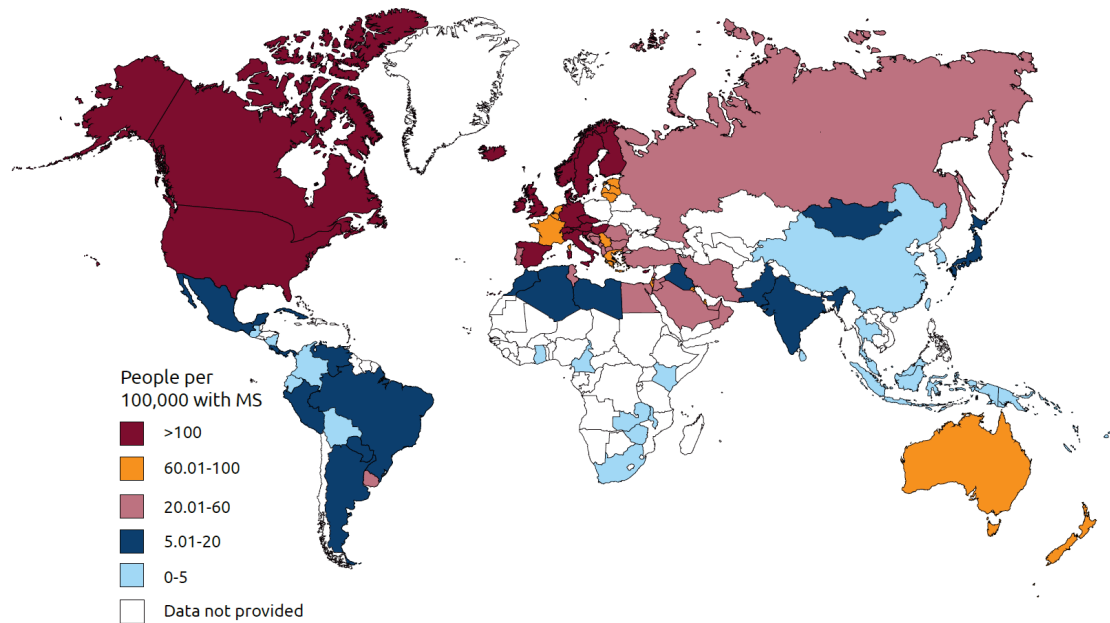 People per
100,000 with MS
>100
60.01-100
20.01-60
5.01-20
0-5
Data not provided